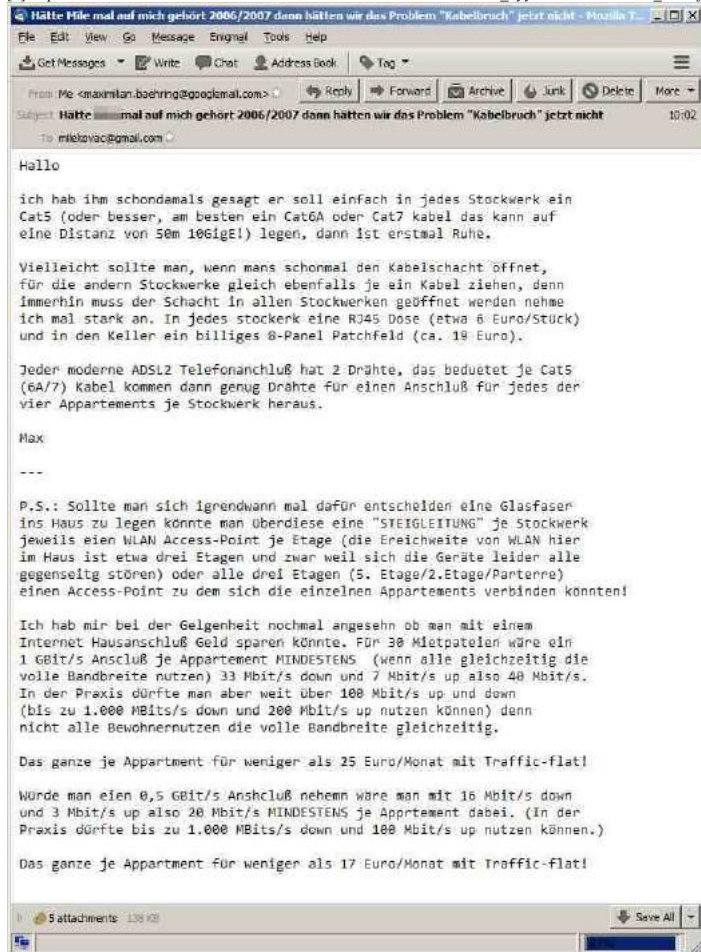 Hätte Mile mal auf mich gehört 2006/2007 dann hätten wir das Problem "Kabelbruch" jetzt nicht - Mozilla T...
File Edit View Go Message Enigmail Tools Help
Get Messages Write Chat Address Book Tag
From Me <maximilian.baehring@googlemail.com> Reply Forward Archive Junk Delete More
Subject Hätte mal auf mich gehört 2006/2007 dann hätten wir das Problem "Kabelbruch" jetzt nicht 10:02
To milekovac@gmail.com
Hallo
ich hab ihm schondamals gesagt er soll einfach in jedes Stockwerk ein
Cat5 (oder besser, am besten ein Cat6A oder Cat7 kabel das kann auf
eine Distanz von 50m 10GigE!) legen, dann ist erstmal Ruhe.
Vielleicht sollte man, wenn mans schonmal den Kabelschacht öffnet,
für die andern Stockwerke gleich ebenfalls je ein Kabel ziehen, denn
immerhin muss der Schacht in allen Stockwerken geöffnet werden nehme
ich mal stark an. In jedes stockerk eine RJ45 Dose (etwa 6 Euro/Stück)
und in den Keller ein billiges 8-Panel Patchfeld (ca. 19 Euro).
Jeder moderne ADSL2 Telefonanchluß hat 2 Drähte, das beduetet je Cat5
(6A/7) Kabel kommen dann genug Drähte für einen Anschluß für jedes der
vier Appartements je Stockwerk heraus.
Max
---
P.S.: Sollte man sich igrendwann mal dafür entscheiden eine Glasfaser
ins Haus zu legen könnte man überdiese eine "STEIGLEITUNG" je Stockwerk
jeweils eien WLAN Access-Point je Etage (die Ereichweite von WLAN hier
im Haus ist etwa drei Etagen und zwar weil sich die Geräte leider alle
gegenseitg stören) oder alle drei Etagen (5. Etage/2.Etage/Parterre)
einen Access-Point zu dem sich die einzelnen Appartements verbinden könnten!
Ich hab mir bei der Gelgenheit nochmal angesehn ob man mit einem
Internet Hausanschluß Geld sparen könnte. Für 30 Mietpateien wäre ein
1 GBit/s Anscluß je Appartement MINDESTENS (wenn alle gleichzeitig die
volle Bandbreite nutzen) 33 Mbit/s down und 7 Mbit/s up also 40 Mbit/s.
In der Praxis dürfte man aber weit über 100 Mbit/s up und down
(bis zu 1.000 MBits/s down und 200 Mbit/s up nutzen können) denn
nicht alle Bewohnernutzen die volle Bandbreite gleichzeitig.
Das ganze je Appartment für weniger als 25 Euro/Monat mit Traffic-flat!
Würde man eien 0,5 GBit/s Anshcluß nehemn wäre man mit 16 Mbit/s down
und 3 Mbit/s up also 20 Mbit/s MINDESTENS je Apprtement dabei. (In der
Praxis dürfte bis zu 1.000 MBits/s down und 100 Mbit/s up nutzen können.)
Das ganze je Appartment für weniger als 17 Euro/Monat mit Traffic-flat!
5 attachments 138 KB Save All